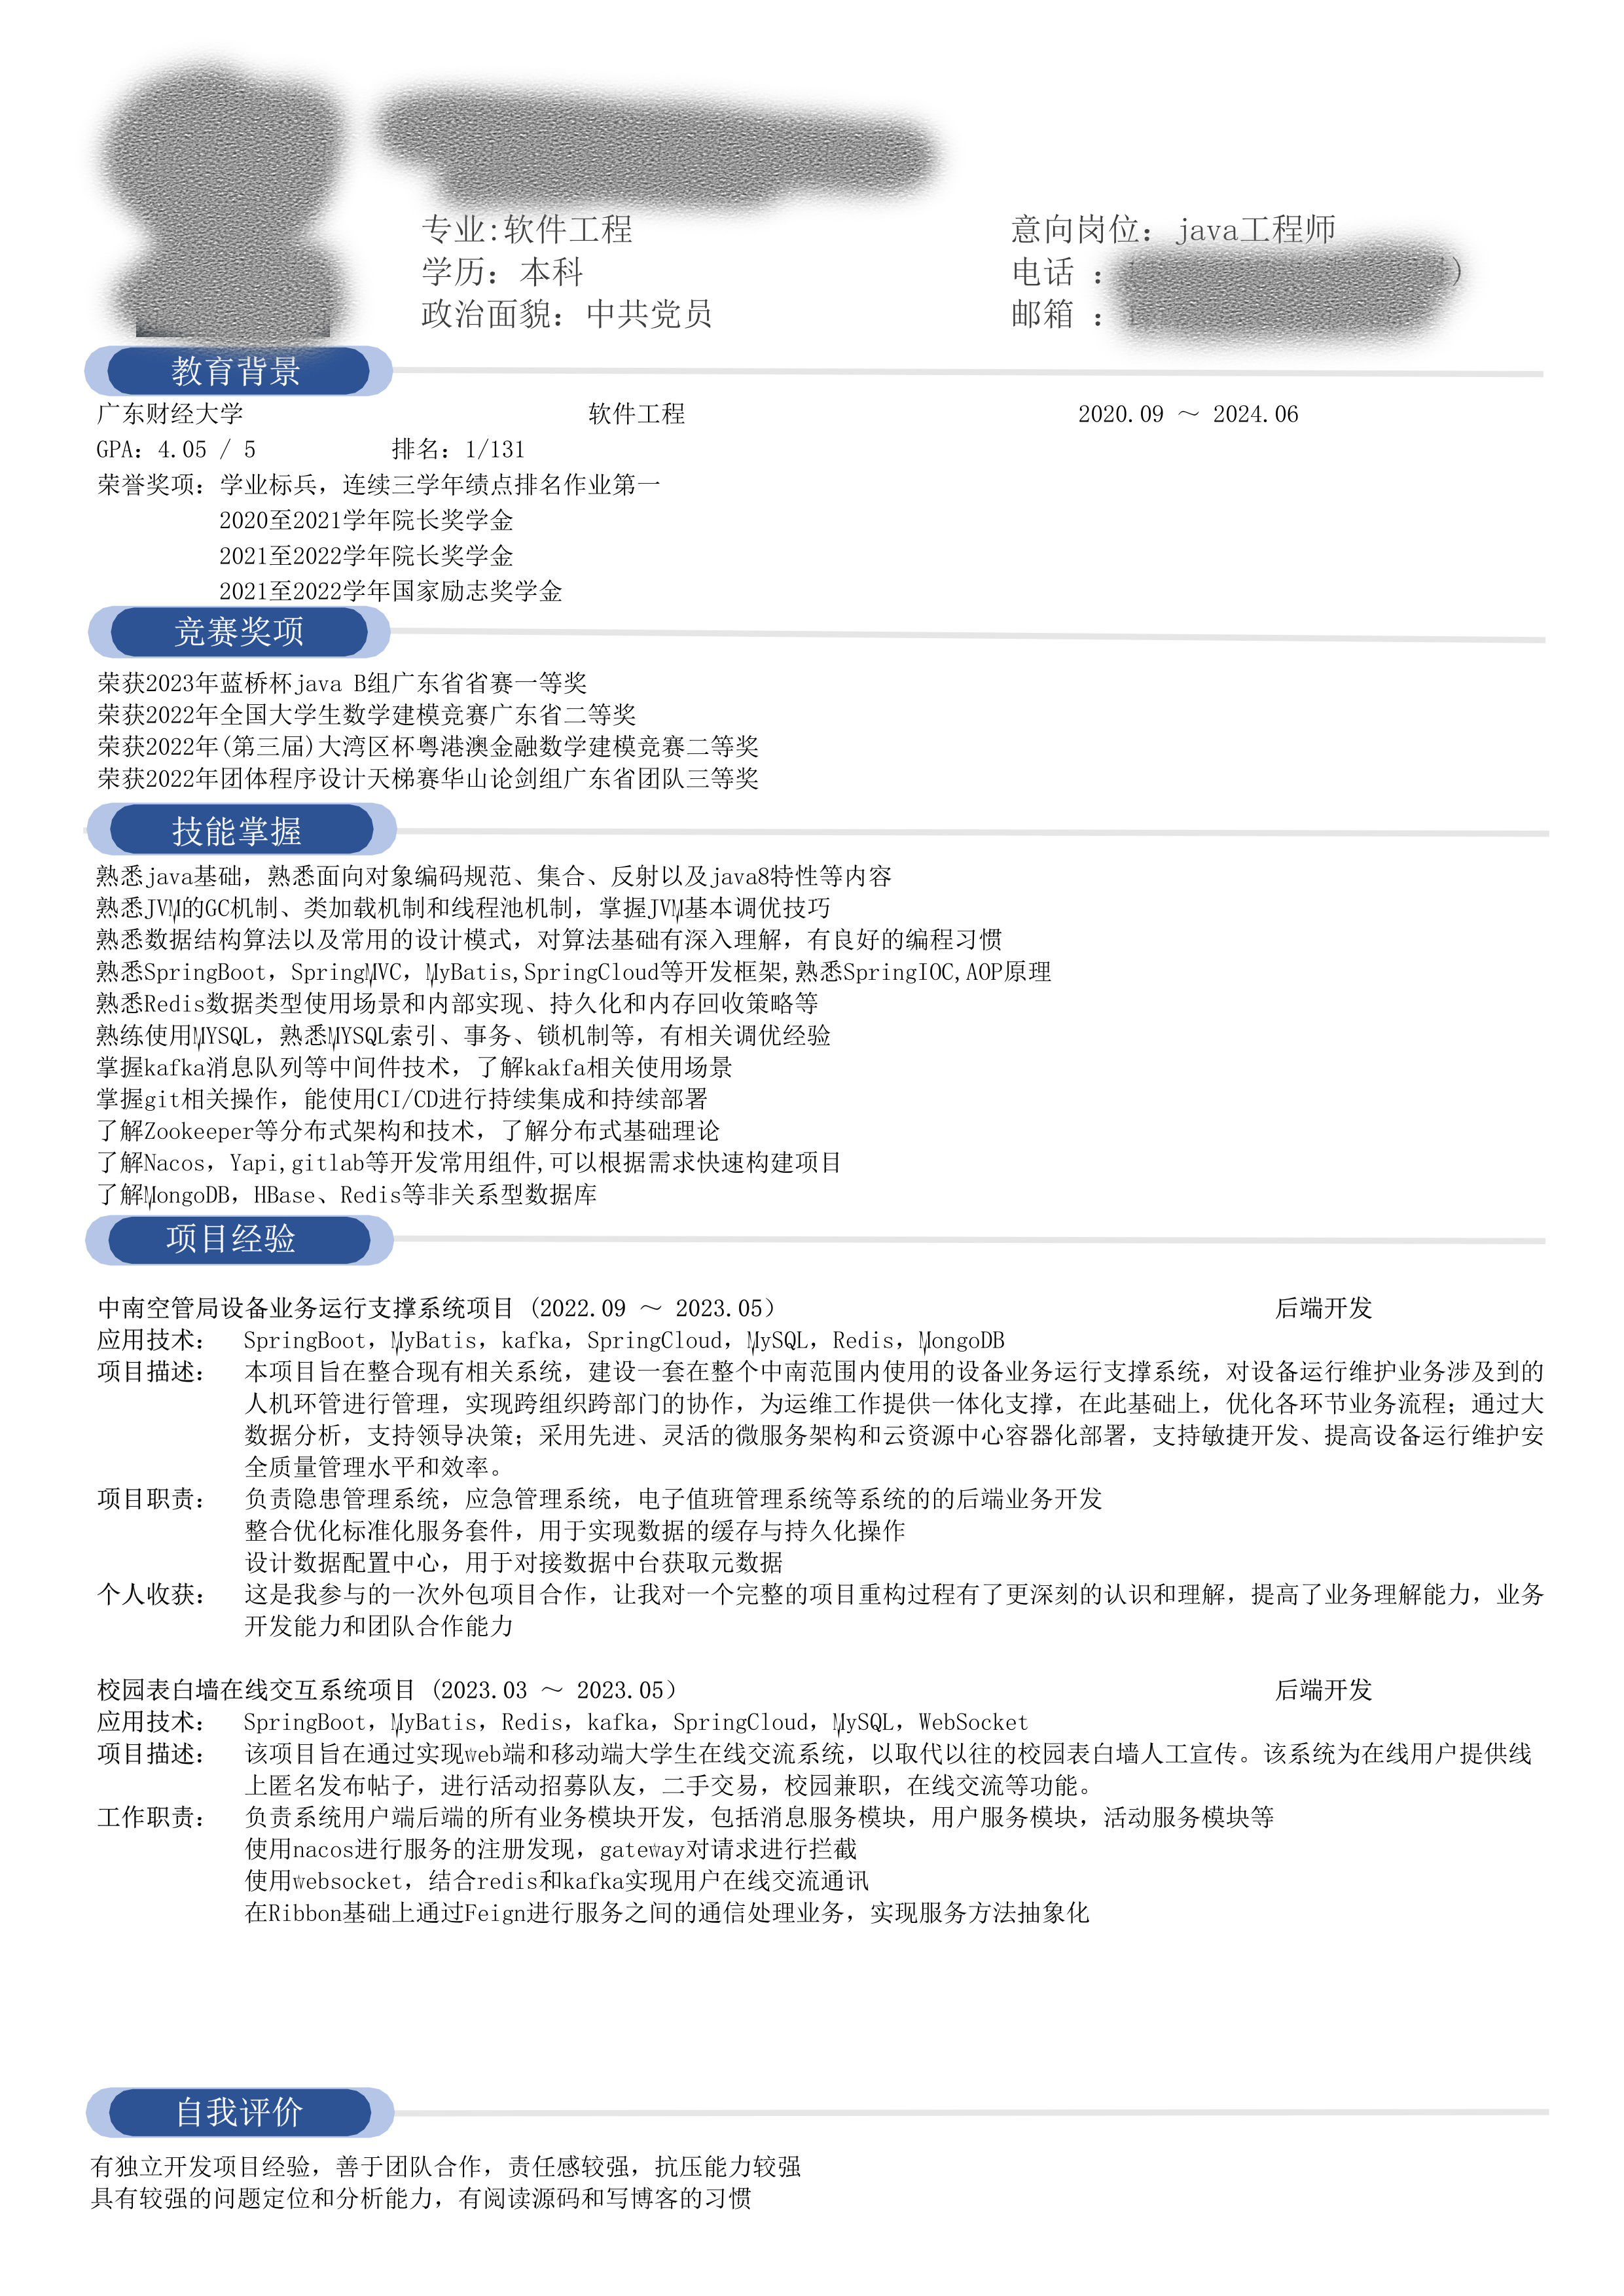 专业:软件工程
意向岗位：java工程师
学历：本科
电话 ： )
政治面貌：中共党员
邮箱 ：
教育背景
广东财经大学 软件工程 2020.09 ～ 2024.06
GPA：4.05 / 5 排名：1/131
荣誉奖项：学业标兵，连续三学年绩点排名作业第一
2020至2021学年院长奖学金
2021至2022学年院长奖学金
2021至2022学年国家励志奖学金
竞赛奖项
荣获2023年蓝桥杯java B组广东省省赛一等奖
荣获2022年全国大学生数学建模竞赛广东省二等奖
荣获2022年(第三届)大湾区杯粤港澳金融数学建模竞赛二等奖
荣获2022年团体程序设计天梯赛华山论剑组广东省团队三等奖
技能掌握
熟悉java基础，熟悉面向对象编码规范、集合、反射以及java8特性等内容
熟悉JVM的GC机制、类加载机制和线程池机制，掌握JVM基本调优技巧
熟悉数据结构算法以及常用的设计模式，对算法基础有深入理解，有良好的编程习惯
熟悉SpringBoot，SpringMVC，MyBatis,SpringCloud等开发框架,熟悉SpringIOC,AOP原理
熟悉Redis数据类型使用场景和内部实现、持久化和内存回收策略等
熟练使用MYSQL，熟悉MYSQL索引、事务、锁机制等，有相关调优经验
掌握kafka消息队列等中间件技术，了解kakfa相关使用场景
掌握git相关操作，能使用CI/CD进行持续集成和持续部署
了解Zookeeper等分布式架构和技术，了解分布式基础理论
了解Nacos，Yapi,gitlab等开发常用组件,可以根据需求快速构建项目
了解MongoDB，HBase、Redis等非关系型数据库
项目经验
中南空管局设备业务运行支撑系统项目 (2022.09 ～ 2023.05) 后端开发
应用技术： SpringBoot，MyBatis，kafka，SpringCloud，MySQL，Redis，MongoDB
项目描述： 本项目旨在整合现有相关系统，建设一套在整个中南范围内使用的设备业务运行支撑系统，对设备运行维护业务涉及到的
人机环管进行管理，实现跨组织跨部门的协作，为运维工作提供一体化支撑，在此基础上，优化各环节业务流程；通过大
数据分析，支持领导决策；采用先进、灵活的微服务架构和云资源中心容器化部署，支持敏捷开发、提高设备运行维护安
全质量管理水平和效率。
项目职责： 负责隐患管理系统，应急管理系统，电子值班管理系统等系统的的后端业务开发
整合优化标准化服务套件，用于实现数据的缓存与持久化操作
设计数据配置中心，用于对接数据中台获取元数据
个人收获： 这是我参与的一次外包项目合作，让我对一个完整的项目重构过程有了更深刻的认识和理解，提高了业务理解能力，业务
开发能力和团队合作能力
校园表白墙在线交互系统项目 (2023.03 ～ 2023.05) 后端开发
应用技术： SpringBoot，MyBatis，Redis，kafka，SpringCloud，MySQL，WebSocket
项目描述： 该项目旨在通过实现web端和移动端大学生在线交流系统，以取代以往的校园表白墙人工宣传。该系统为在线用户提供线
上匿名发布帖子，进行活动招募队友，二手交易，校园兼职，在线交流等功能。
工作职责： 负责系统用户端后端的所有业务模块开发，包括消息服务模块，用户服务模块，活动服务模块等
使用nacos进行服务的注册发现，gateway对请求进行拦截
使用websocket，结合redis和kafka实现用户在线交流通讯
在Ribbon基础上通过Feign进行服务之间的通信处理业务，实现服务方法抽象化
自我评价
有独立开发项目经验，善于团队合作，责任感较强，抗压能力较强
具有较强的问题定位和分析能力，有阅读源码和写博客的习惯